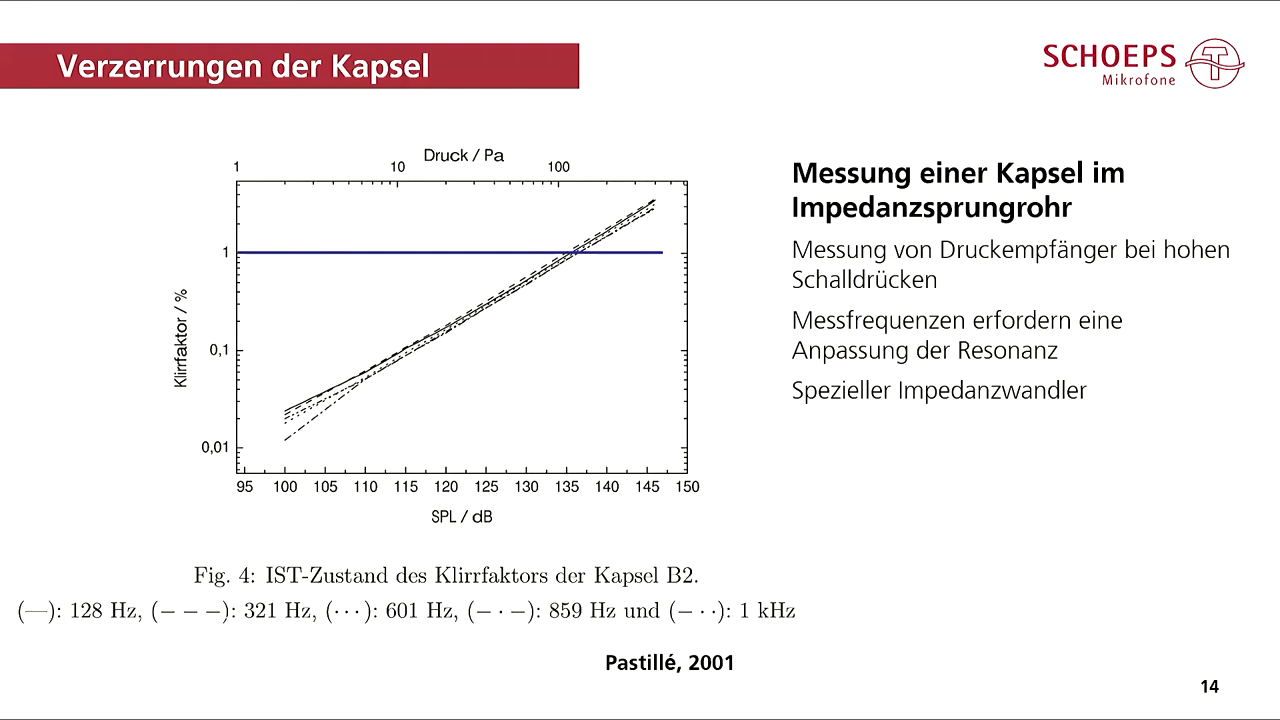 Verzerrungen der Kapsel
SCHOEPS
Mikrofone
Druck / Pa
1 10 100
1
0,1
0,01
Klirrfaktor / %
95 100 105 110 115 120 125 130 135 140 145 150
SPL / dB
Fig. 4: IST-Zustand des Klirrfaktors der Kapsel B2.
(—): 128 Hz, (– – –): 321 Hz, (· · ·): 601 Hz, (– · –): 859 Hz und (– · ·): 1 kHz
Pastillé, 2001
Messung einer Kapsel im
Impedanzsprungrohr
Messung von Druckempfänger bei hohen
Schalldrücken
Messfrequenzen erfordern eine
Anpassung der Resonanz
Spezieller Impedanzwandler
14